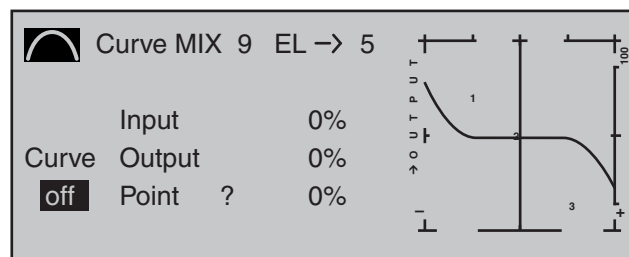 Curve MIX 9 EL –> 5
Input 0%
Curve Output 0%
off Point ? 0%
–> OUTPUT
100
1
2
3
– +